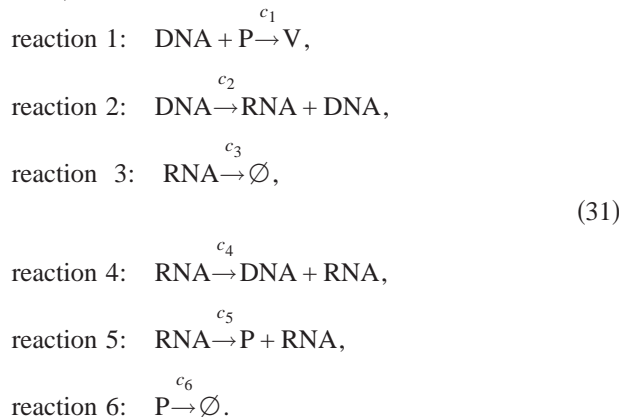 reaction 1: DNA + P →^{c_1} V,
reaction 2: DNA →^{c_2} RNA + DNA,
reaction 3: RNA →^{c_3} ∅,
(31)
reaction 4: RNA →^{c_4} DNA + RNA,
reaction 5: RNA →^{c_5} P + RNA,
reaction 6: P →^{c_6} ∅.